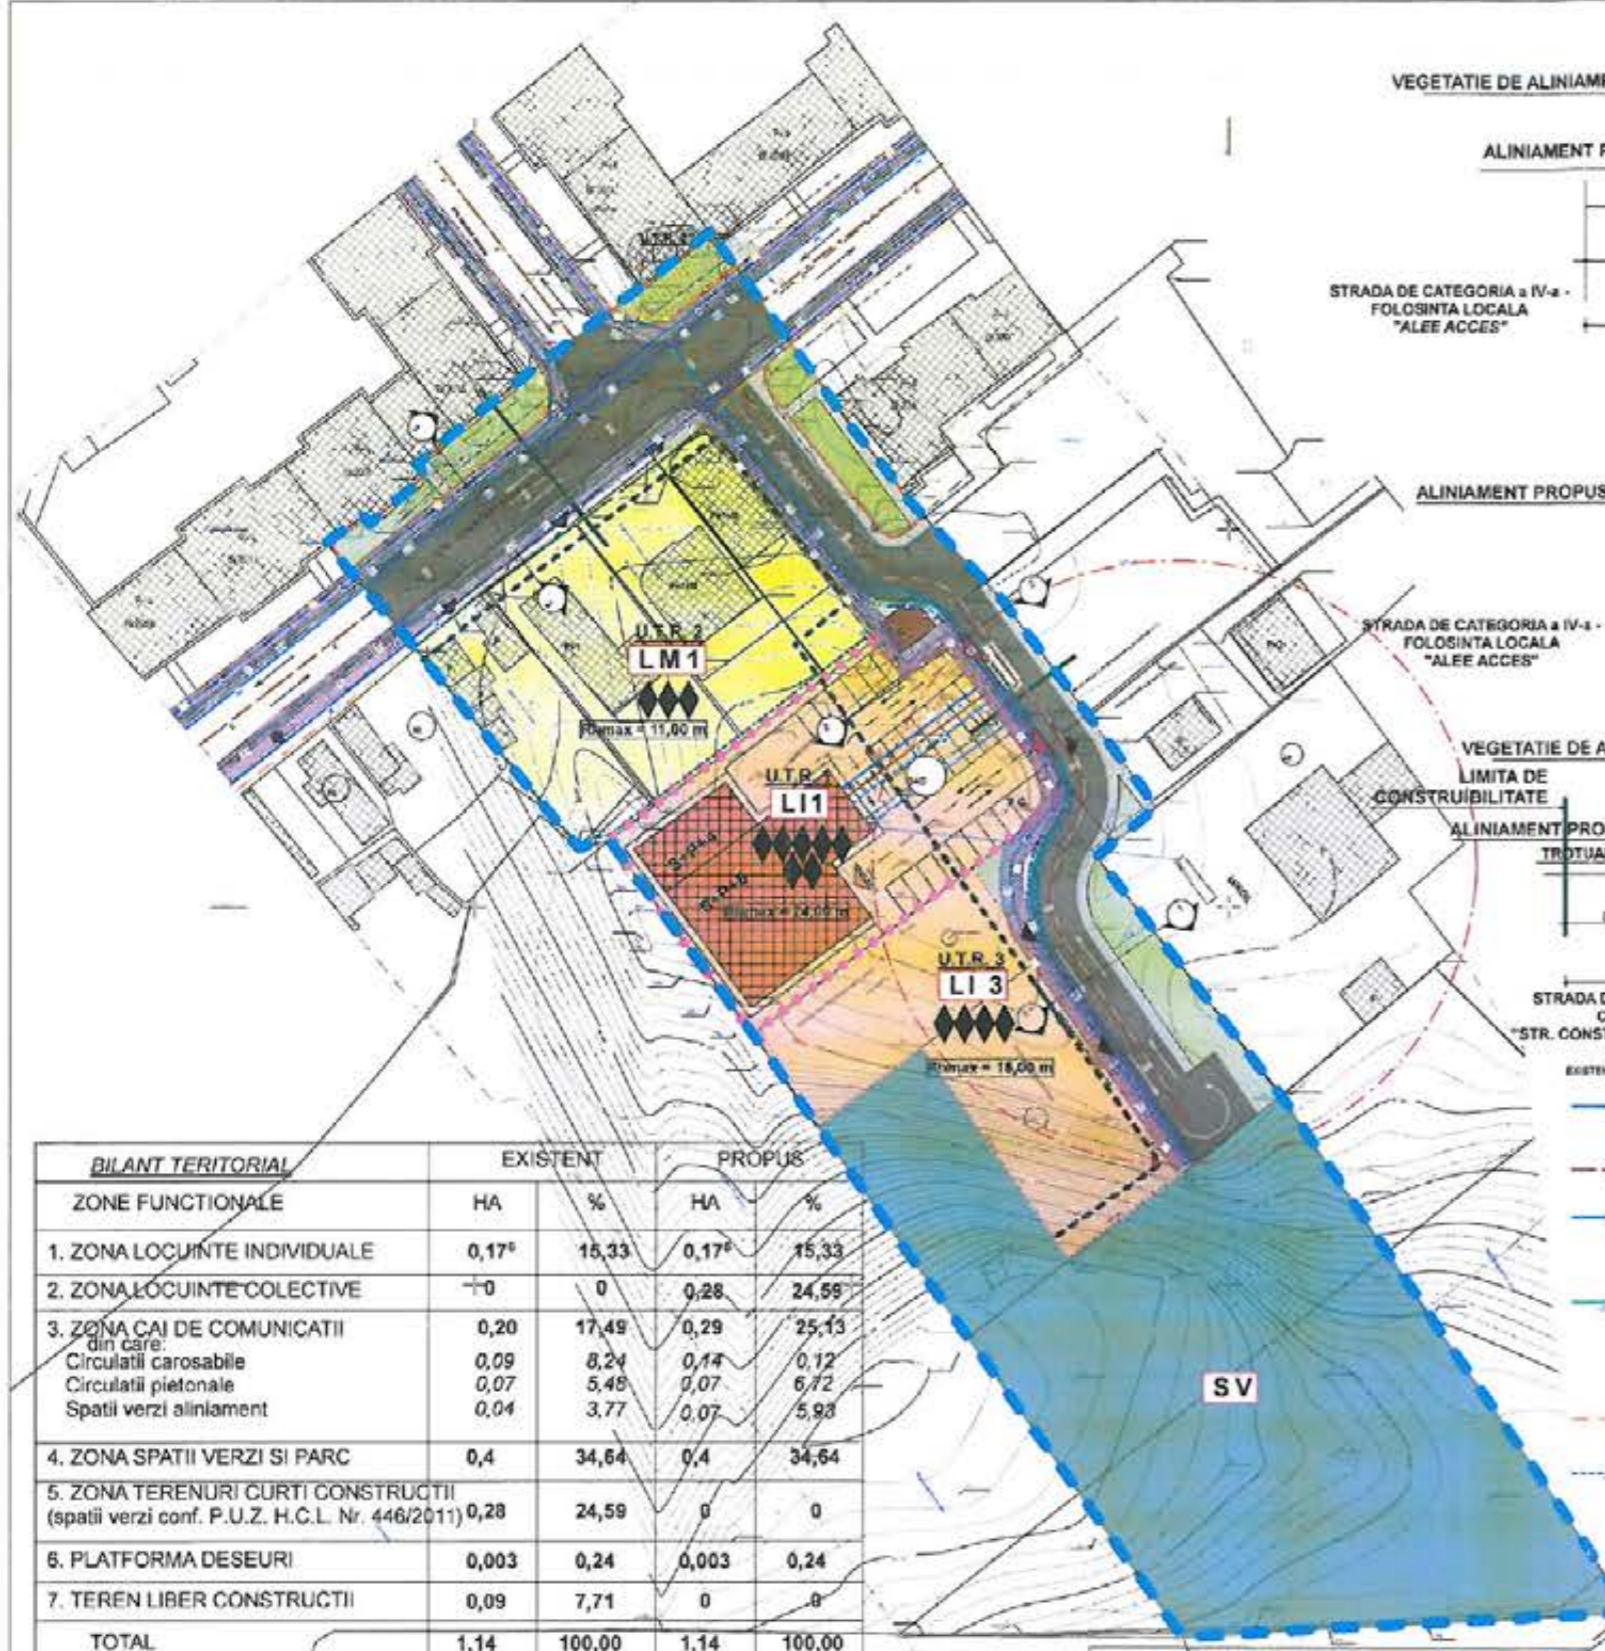 VEGETATIE DE ALINIAM
ALINIAMENT P
STRADA DE CATEGORIA a IV-a -
FOLOSINTA LOCALA
"ALEE ACCES"
ALINIAMENT PROPUS
STRADA DE CATEGORIA a IV-a -
FOLOSINTA LOCALA
"ALEE ACCES"
VEGETATIE DE A
LIMITA DE
CONSTRUIBILITATE
ALINIAMENT PRO
TROTUA
STRADA D
C
"STR. CONST
U.T.R. 2
LM1
Rhmax = 11,00 m
U.T.R. 1
LI1
Rhmax = 24,00 m
U.T.R. 3
LI 3
Rhmax = 18,00 m
SV
BILANT TERITORIAL EXISTENT PROPUS
ZONE FUNCTIONALE HA % HA %
1. ZONA LOCUINTE INDIVIDUALE 0,17⁶ 15,33 0,17⁶ 15,33
2. ZONA LOCUINTE COLECTIVE 0 0 0,28 24,59
3. ZONA CAI DE COMUNICATII 0,20 17,49 0,29 25,13
din care:
Circulatii carosabile 0,09 8,24 0,14 0,12
Circulatii pietonale 0,07 5,48 0,07 6,72
Spatii verzi aliniament 0,04 3,77 0,07 5,93
4. ZONA SPATII VERZI SI PARC 0,4 34,64 0,4 34,64
5. ZONA TERENURI CURTI CONSTRUCTII
(spatii verzi conf. P.U.Z. H.C.L. Nr. 446/2011) 0,28 24,59 0 0
6. PLATFORMA DESEURI 0,003 0,24 0,003 0,24
7. TEREN LIBER CONSTRUCTII 0,09 7,71 0 0
TOTAL 1,14 100,00 1,14 100,00